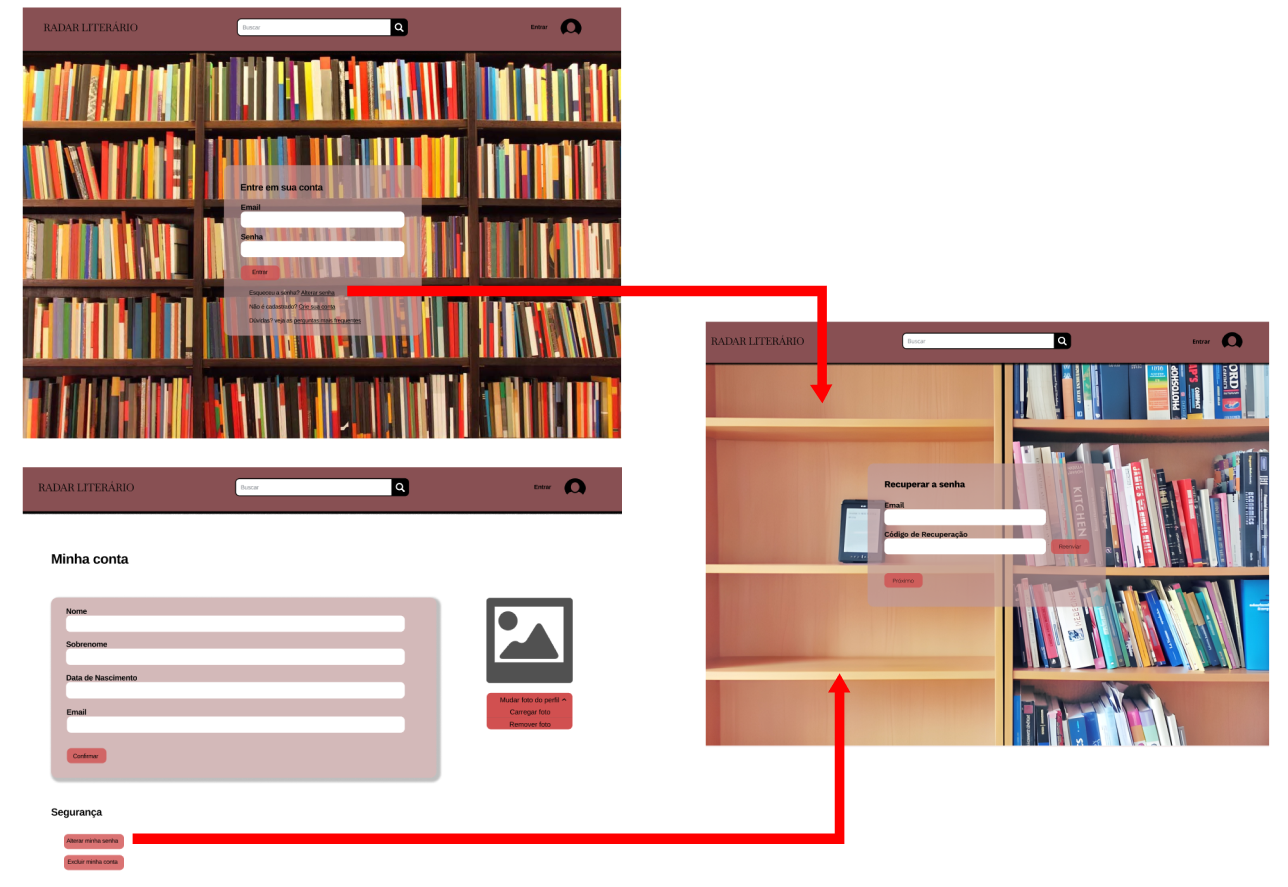 RADAR LITERÁRIO
Buscar
Entrar
Entre em sua conta
Email
Senha
Entrar
Esqueceu a senha? Alterar senha
Não é cadastrado? Crie sua conta
Dúvidas? veja as perguntas mais frequentes
RADAR LITERÁRIO
Buscar
Entrar
Minha conta
Nome
Sobrenome
Data de Nascimento
Email
Confirmar
Mudar foto do perfil
Carregar foto
Remover foto
Segurança
Alterar minha senha
Excluir minha conta
RADAR LITERÁRIO
Buscar
Entrar
Recuperar a senha
Email
Código de Recuperação
Reenviar
Próximo
PHOTOSHOP
KITCHEN
economics